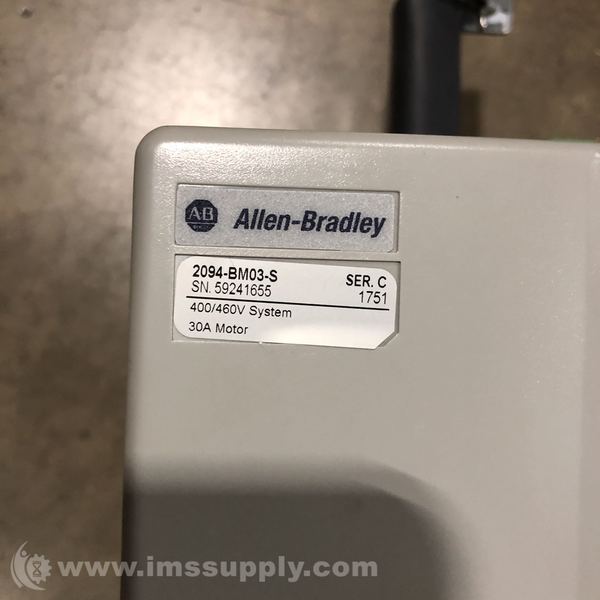 AB Allen-Bradley
2094-BM03-S SER. C
SN. 59241655 1751
400/460V System
30A Motor
www.imssupply.com